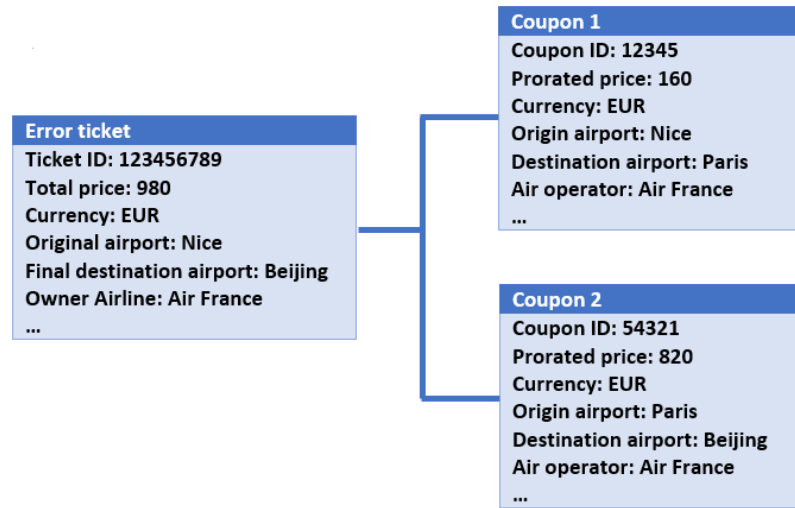 Error ticket
Ticket ID: 123456789
Total price: 980
Currency: EUR
Original airport: Nice
Final destination airport: Beijing
Owner Airline: Air France
...
Coupon 1
Coupon ID: 12345
Prorated price: 160
Currency: EUR
Origin airport: Nice
Destination airport: Paris
Air operator: Air France
...
Coupon 2
Coupon ID: 54321
Prorated price: 820
Currency: EUR
Origin airport: Paris
Destination airport: Beijing
Air operator: Air France
...